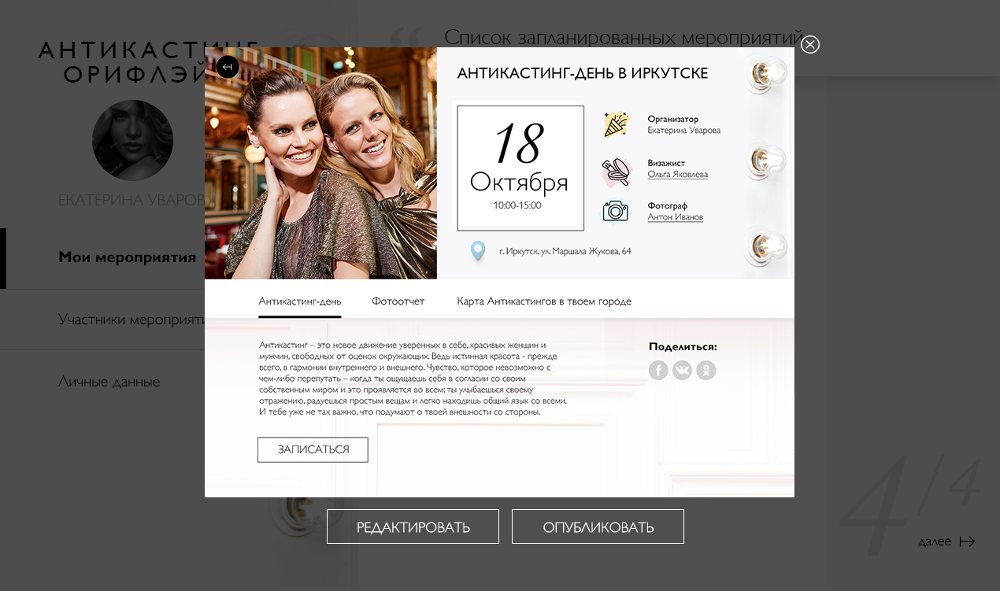 АНТИКАСТИНГ
ОРИФЛЭЙ
ЕКАТЕРИНА УВАРОВ
Мои мероприятия
Участники мероприяти
Личные данные
“
Список запланированных мероприятий
АНТИКАСТИНГ-ДЕНЬ В ИРКУТСКЕ
18
Октября
10:00-15:00
Организатор
Екатерина Уварова
Визажист
Ольга Яковлева
Фотограф
Антон Иванов
г. Иркутск, ул. Маршала Жукова, 64
Антикастинг-день
Фотоотчет
Карта Антикастингов в твоем городе
Антикастинг – это новое движение уверенных в себе, красивых женщин и
мужчин, свободных от оценок окружающих. Ведь истинная красота - прежде
всего, в гармонии внутреннего и внешнего. Чувство, которое невозможно с
чем-либо перепутать – когда ты ощущаешь себя в согласии со своим
собственным миром и это проявляется во всем: ты улыбаешься своему
отражению, радуешься простым вещам и легко находишь общий язык со всеми.
И тебе уже не так важно, что подумают о твоей внешности со стороны.
ЗАПИСАТЬСЯ
Поделиться:
РЕДАКТИРОВАТЬ
ОПУБЛИКОВАТЬ
4/4
далее